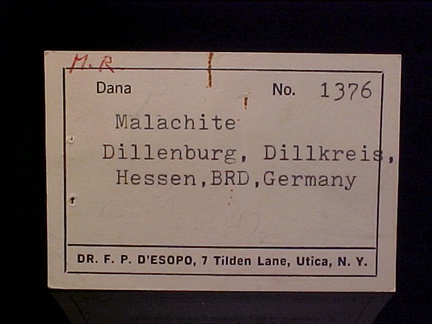 M.R
Dana No. 1376
Malachite
Dillenburg, Dillkreis,
Hessen,BRD,Germany
DR. F. P. D'ESOPO, 7 Tilden Lane, Utica, N. Y.